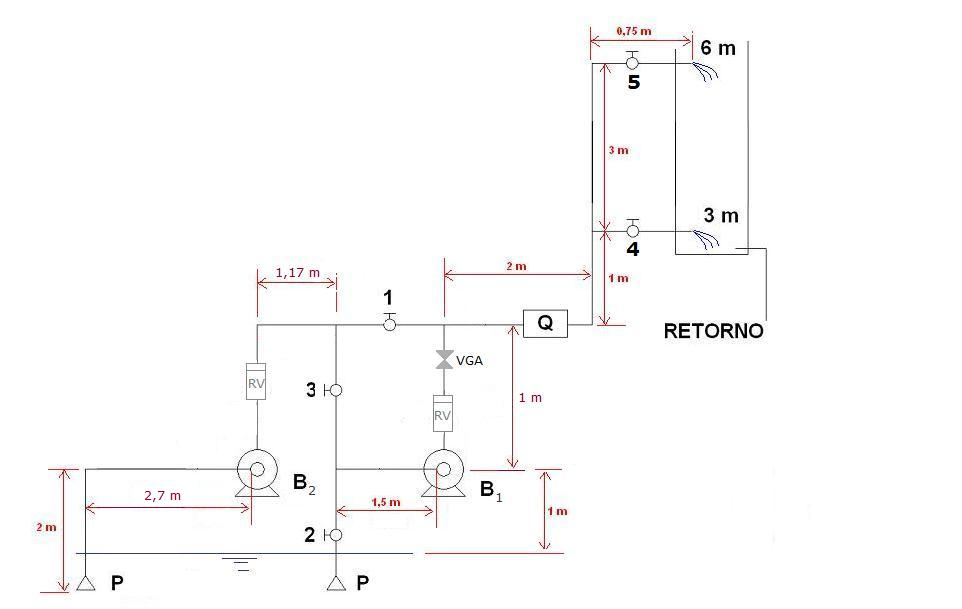 0,75 m
6 m
5
3 m
3 m
4
2 m
1 m
1,17 m
1
Q
RETORNO
VGA
RV
3
1 m
RV
B2
B1
2,7 m
1,5 m
1 m
2 m
2
P
P